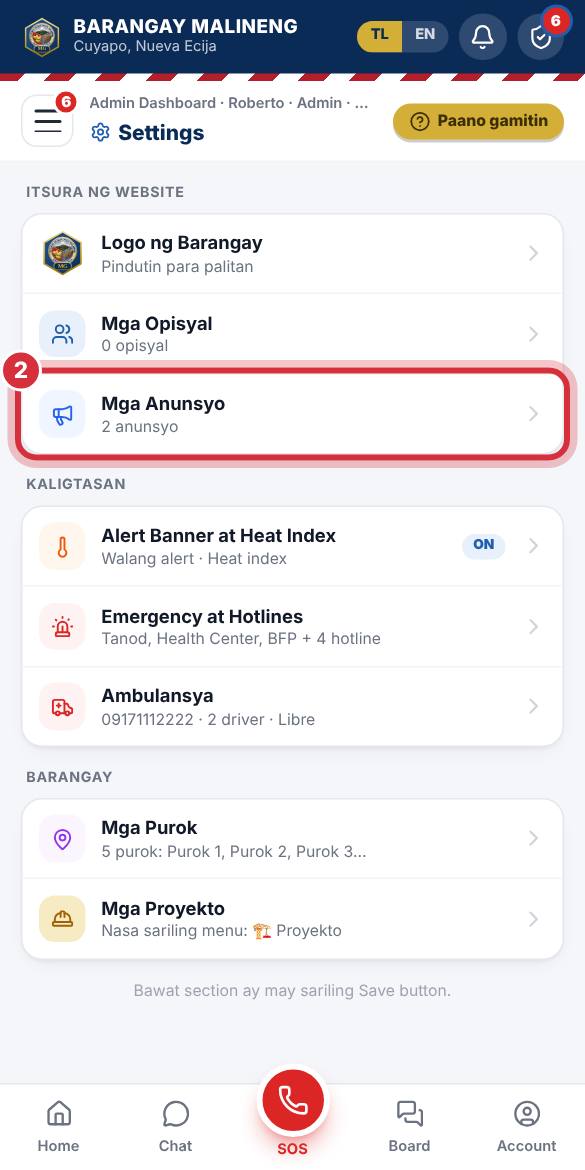 BARANGAY MALINENG
Cuyapo, Nueva Ecija
TL EN
6
6
Admin Dashboard · Roberto · Admin · ...
Settings
Paano gamitin
ITSURA NG WEBSITE
Logo ng Barangay
Pindutin para palitan
Mga Opisyal
0 opisyal
2
Mga Anunsyo
2 anunsyo
KALIGTASAN
Alert Banner at Heat Index
Walang alert · Heat index
ON
Emergency at Hotlines
Tanod, Health Center, BFP + 4 hotline
Ambulansya
09171112222 · 2 driver · Libre
BARANGAY
Mga Purok
5 purok: Purok 1, Purok 2, Purok 3...
Mga Proyekto
Nasa sariling menu: 🏗️ Proyekto
Bawat section ay may sariling Save button.
Home Chat SOS Board Account